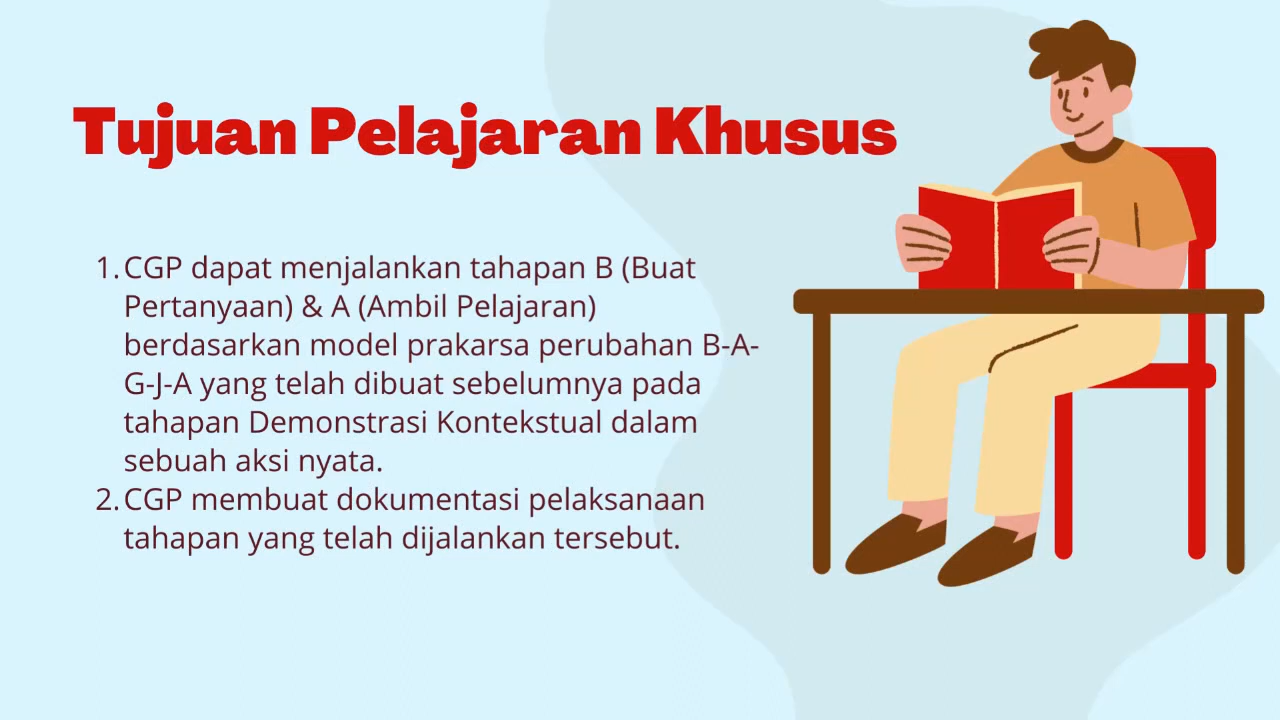 Tujuan Pelajaran Khusus
1. CGP dapat menjalankan tahapan B (Buat
Pertanyaan) & A (Ambil Pelajaran)
berdasarkan model prakarsa perubahan B-A-
G-J-A yang telah dibuat sebelumnya pada
tahapan Demonstrasi Kontekstual dalam
sebuah aksi nyata.
2. CGP membuat dokumentasi pelaksanaan
tahapan yang telah dijalankan tersebut.